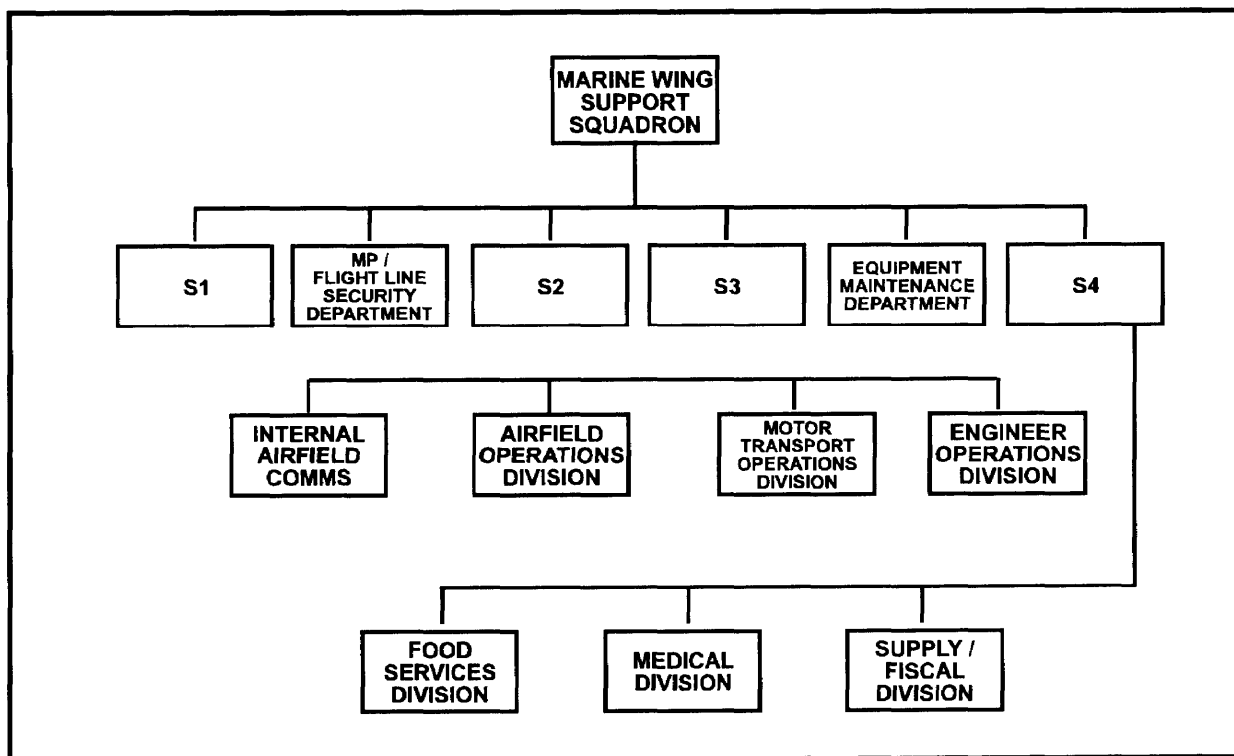 MARINE WING
SUPPORT
SQUADRON
S1
MP /
FLIGHT LINE
SECURITY
DEPARTMENT
S2
S3
EQUIPMENT
MAINTENANCE
DEPARTMENT
S4
INTERNAL
AIRFIELD
COMMS
AIRFIELD
OPERATIONS
DIVISION
MOTOR
TRANSPORT
OPERATIONS
DIVISION
ENGINEER
OPERATIONS
DIVISION
FOOD
SERVICES
DIVISION
MEDICAL
DIVISION
SUPPLY /
FISCAL
DIVISION